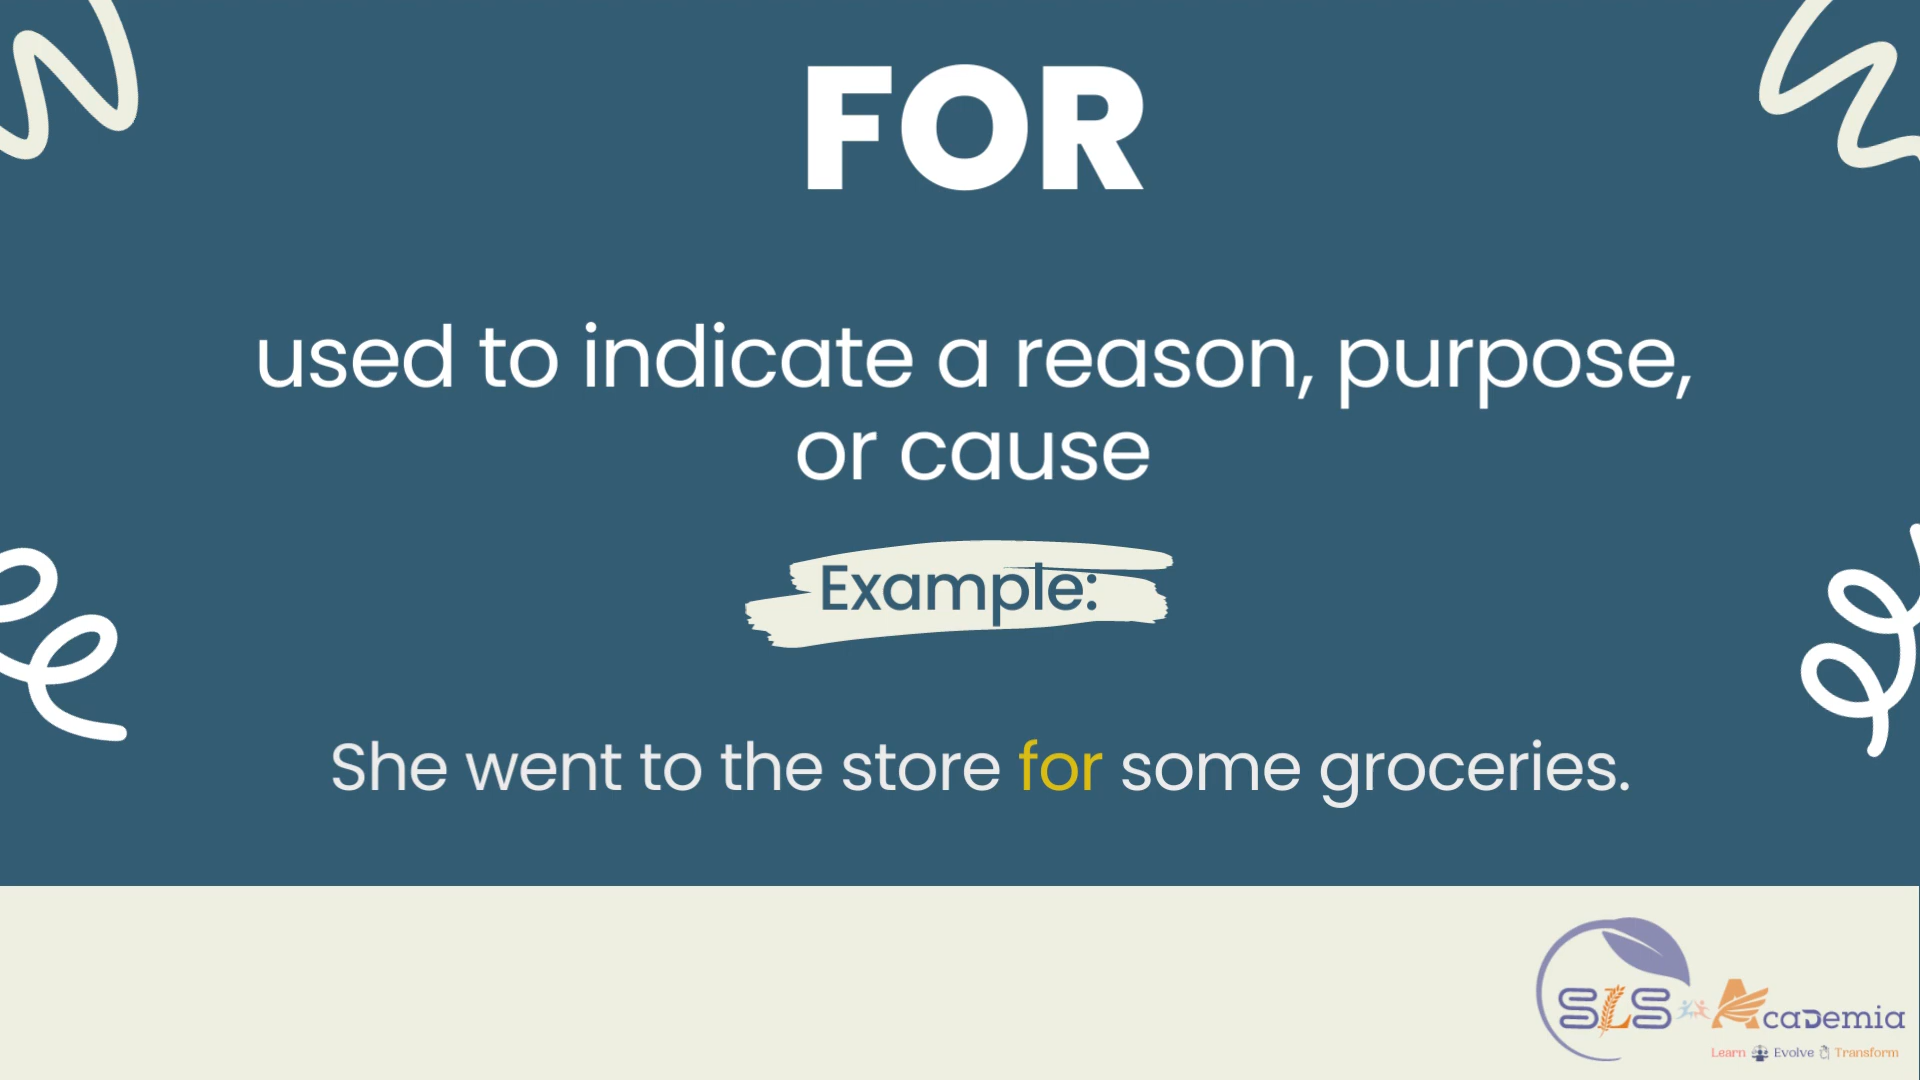 FOR
used to indicate a reason, purpose,
or cause
Example:
She went to the store for some groceries.
SLS AcaDemia
Learn Evolve Transform